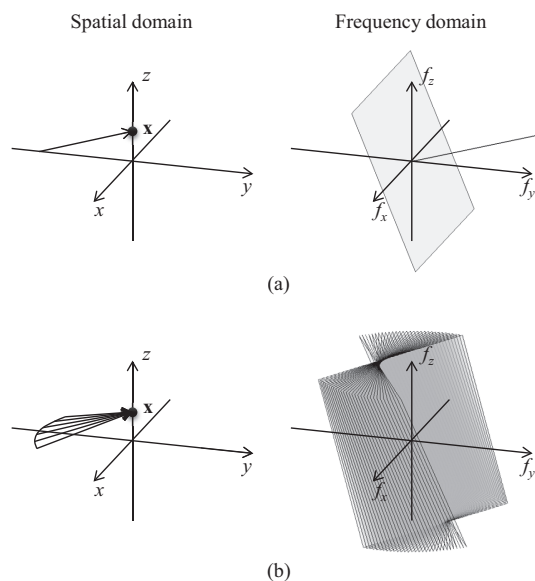 Spatial domain
Frequency domain
z
x
y
x
f_z
f_y
f_x
(a)
z
x
y
x
f_z
f_y
f_x
(b)